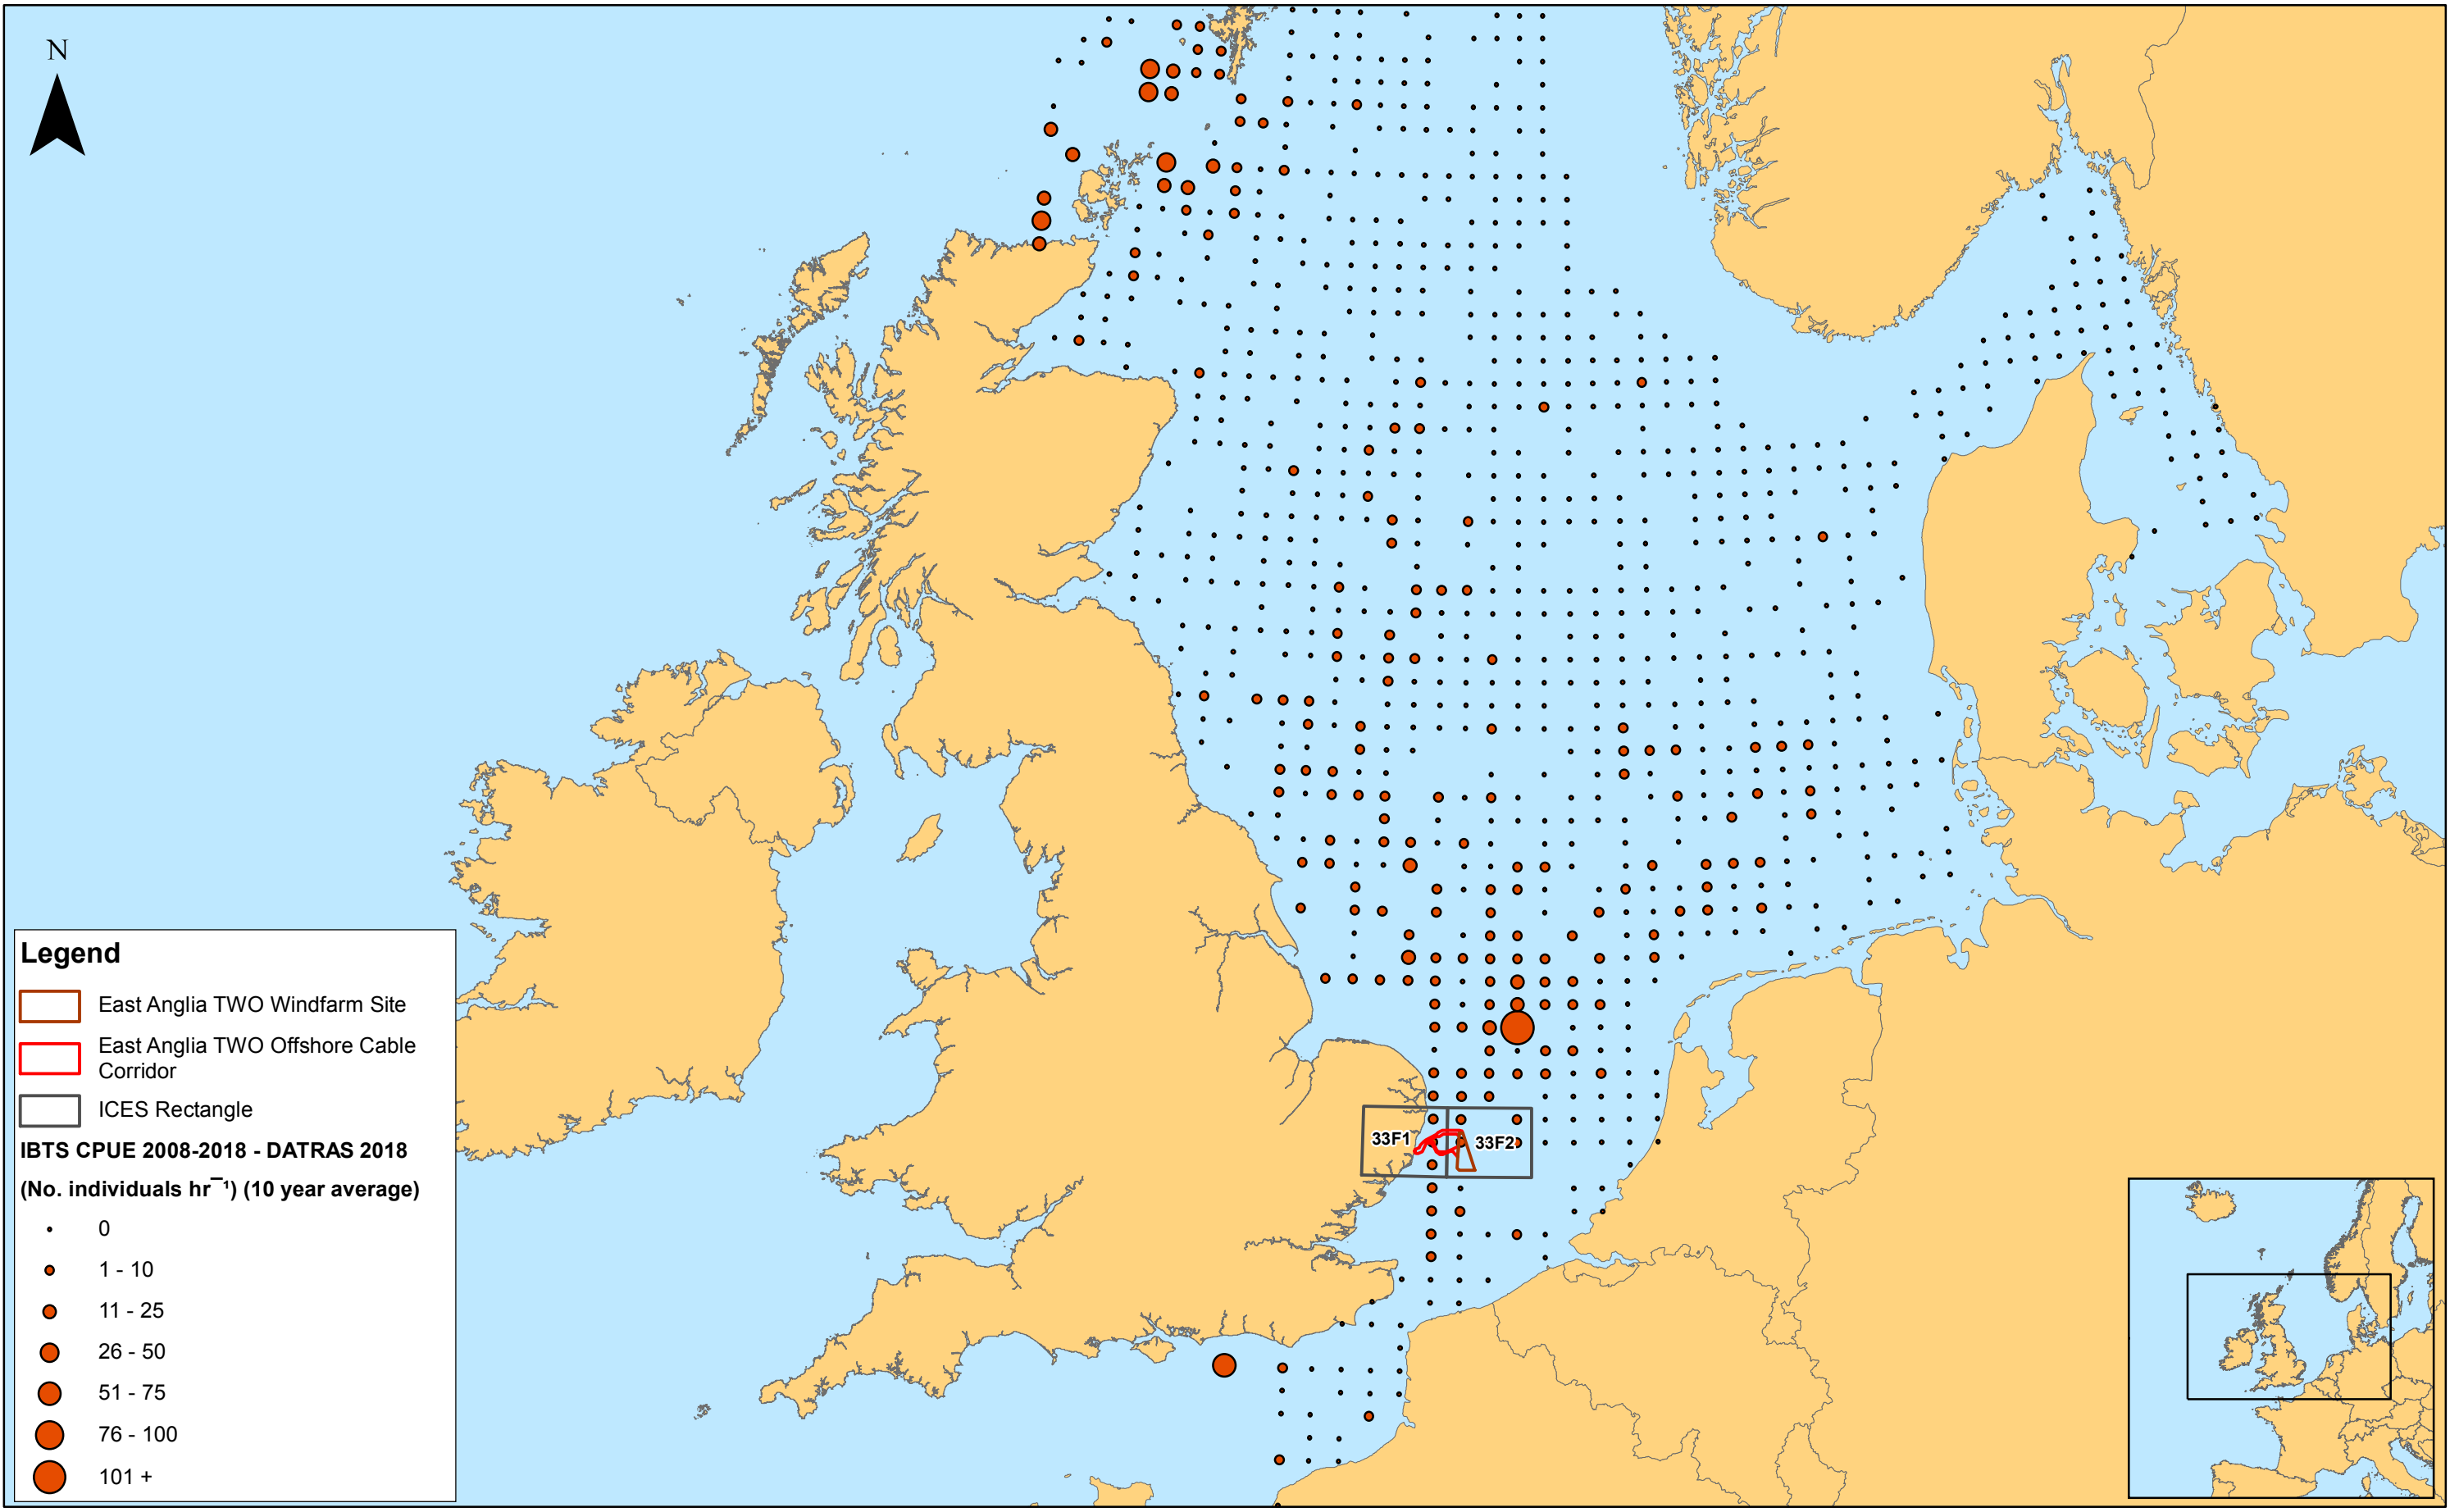 N
33F1
33F2
Legend
East Anglia TWO Windfarm Site
East Anglia TWO Offshore Cable
Corridor
ICES Rectangle
IBTS CPUE 2008-2018 - DATRAS 2018
(No. individuals hr¯¹) (10 year average)
0
1 - 10
11 - 25
26 - 50
51 - 75
76 - 100
101 +